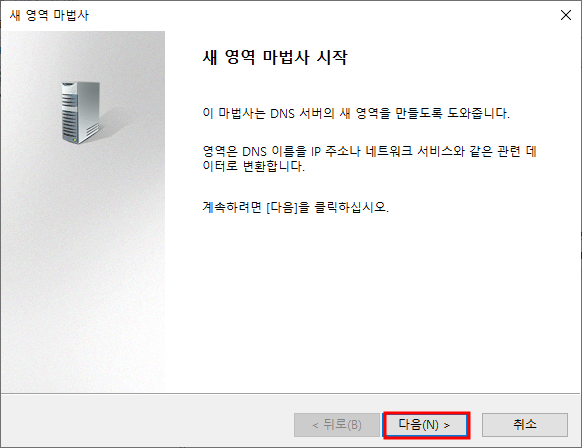 새 영역 마법사
새 영역 마법사 시작
이 마법사는 DNS 서버의 새 영역을 만들도록 도와줍니다.
영역은 DNS 이름을 IP 주소나 네트워크 서비스와 같은 관련 데
이터로 변환합니다.
계속하려면 [다음]을 클릭하십시오.
< 뒤로(B) 다음(N) > 취소